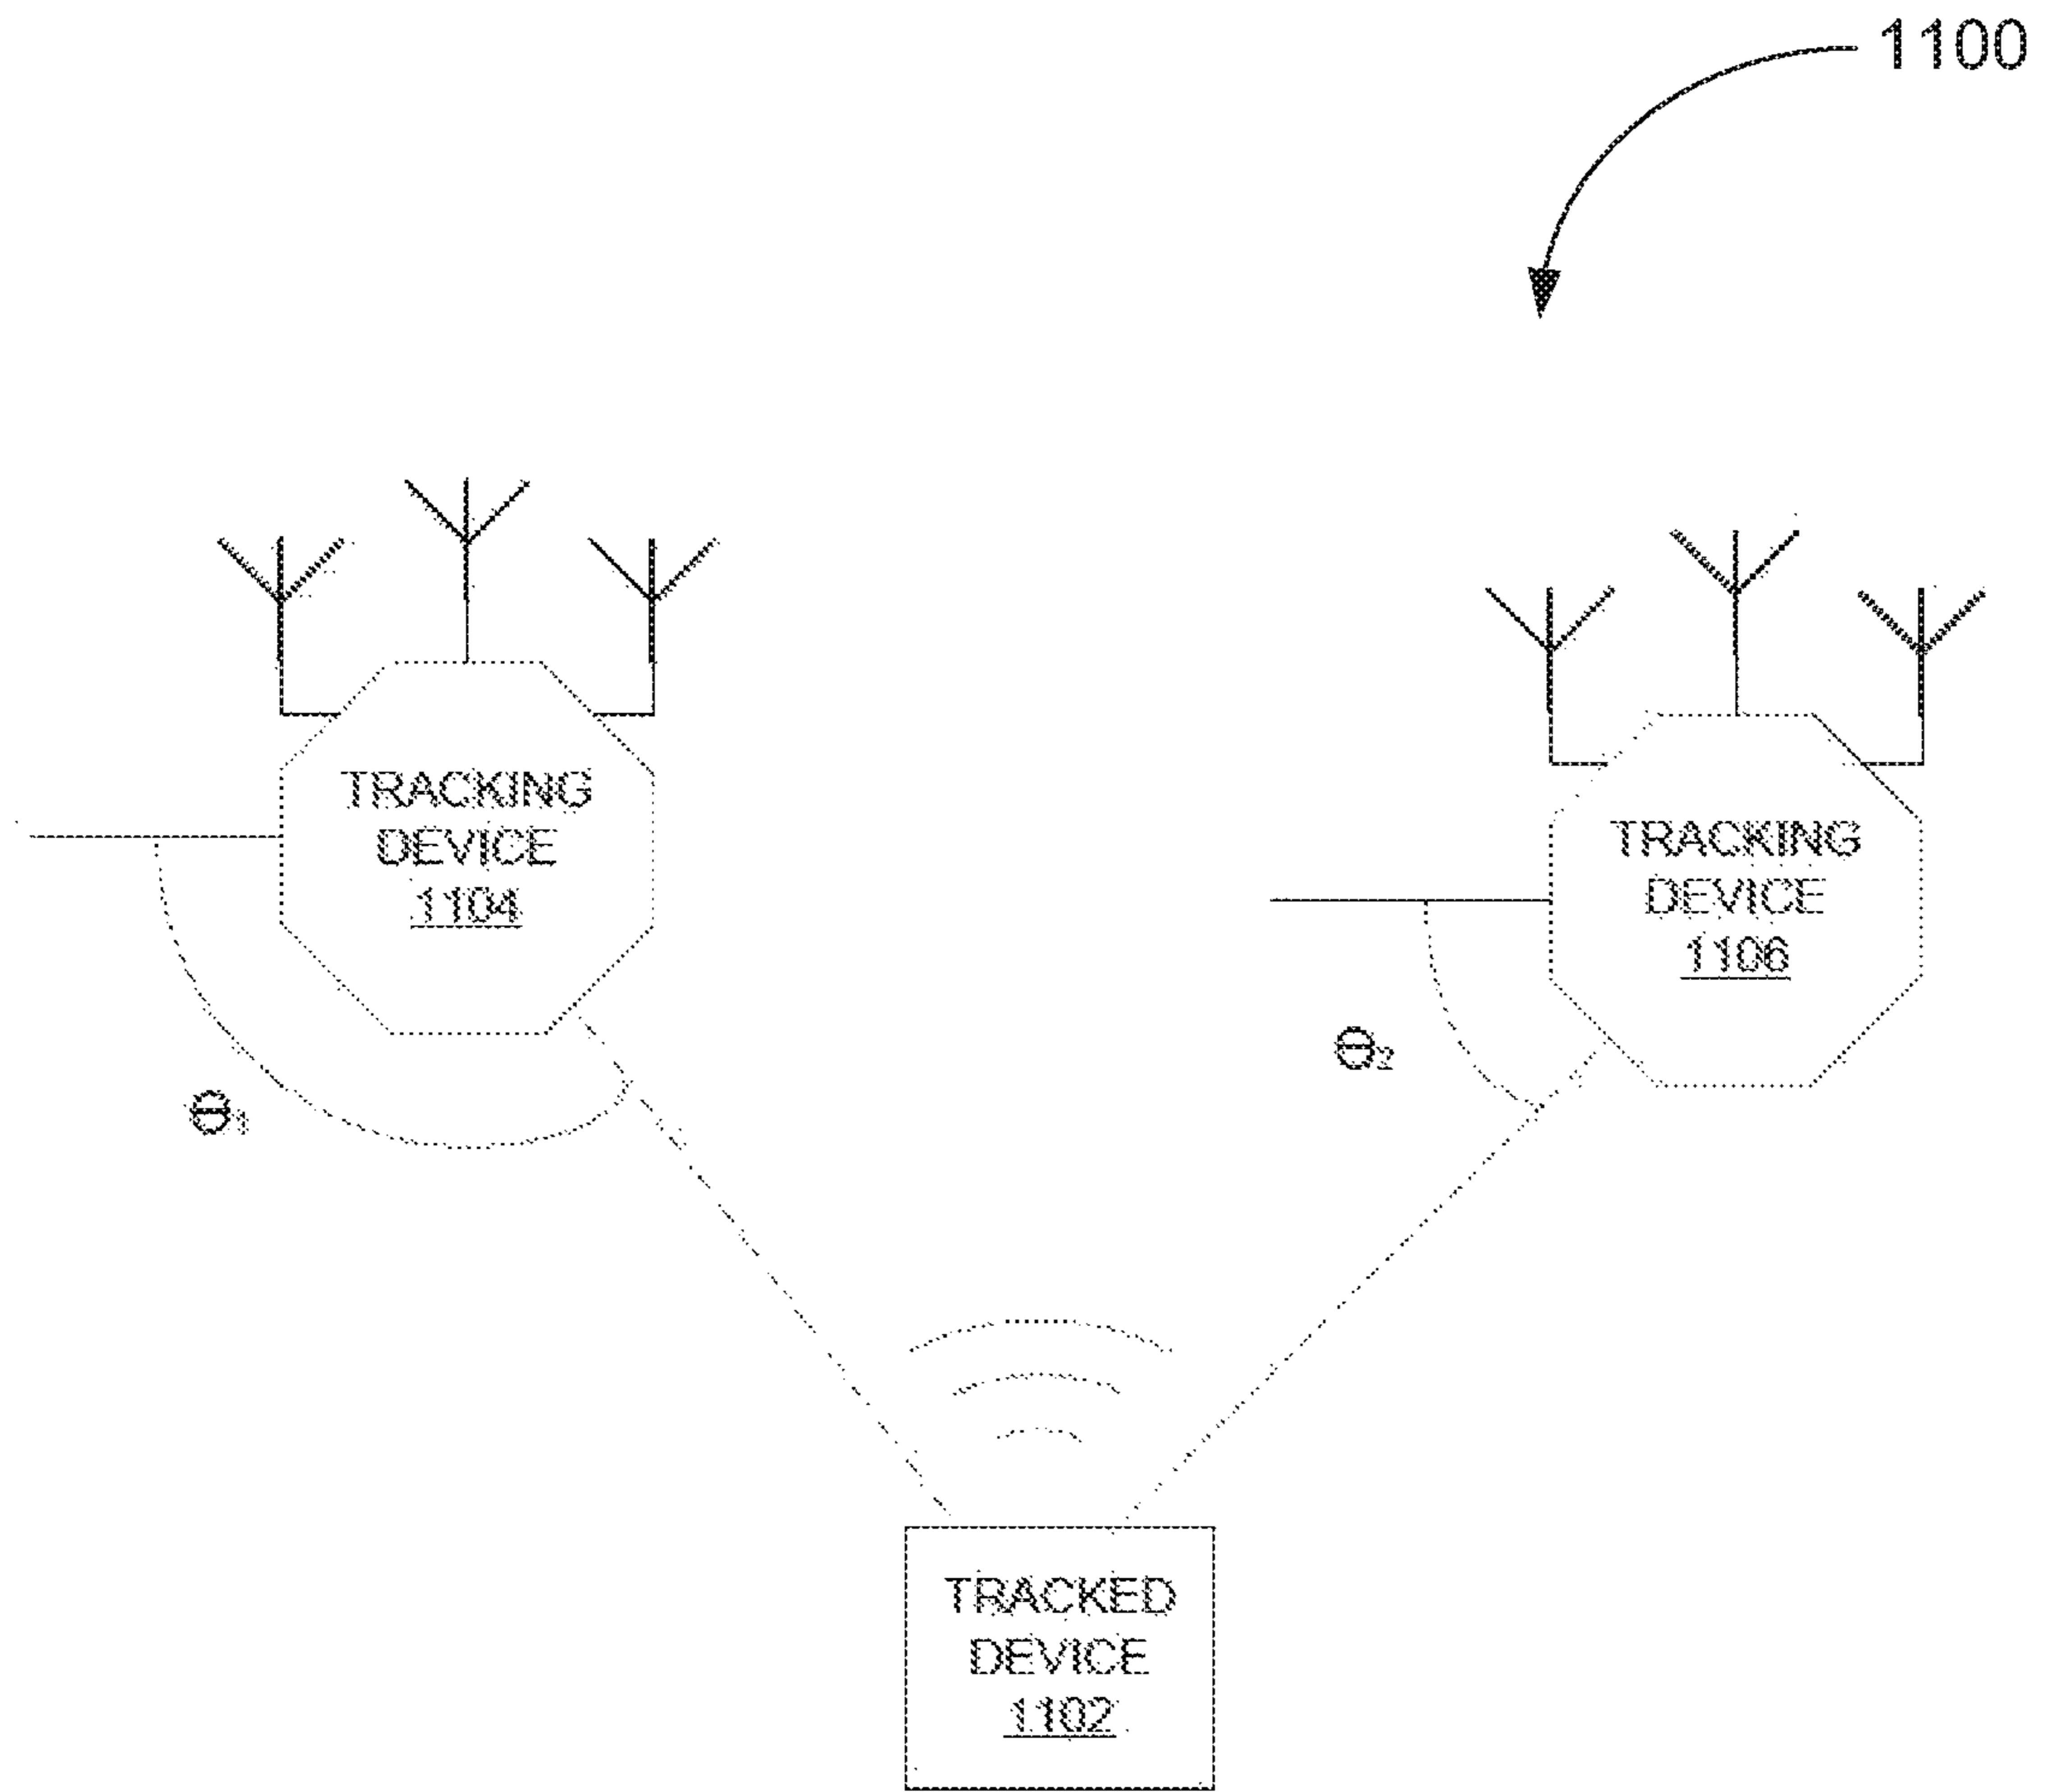 1100
TRACKING
DEVICE
1104
TRACKING
DEVICE
1106
Θ₁
Θ₂
TRACKED
DEVICE
1102